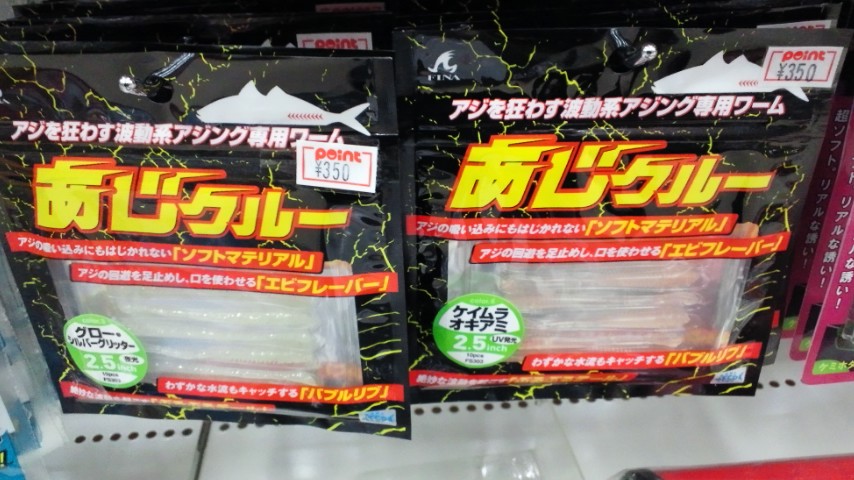 point
point
¥350
FINA
アジを狂わす波動系アジング専用ワーム
point
¥350
あじクルー
アジの吸い込みにもはじかれない「ソフトマテリアル」
アジの回遊を足止めし、口を使わせる「エビフレーバー」
グロー・
シルバーグリッター
2.5inch
夜光
10pcs
わずかな水流もキャッチする「バブルリブ」
アジを狂わす波動系アジング専用ワーム
あじクルー
アジの吸い込みにもはじかれない「ソフトマテリアル」
アジの回遊を足止めし、口を使わせる「エビフレーバー」
ケイムラ
オキアミ
2.5inch
UV発光
10pcs
わずかな水流もキャッチする「バブルリブ」
超ソフト、リアルな誘い!
リアルな誘い!